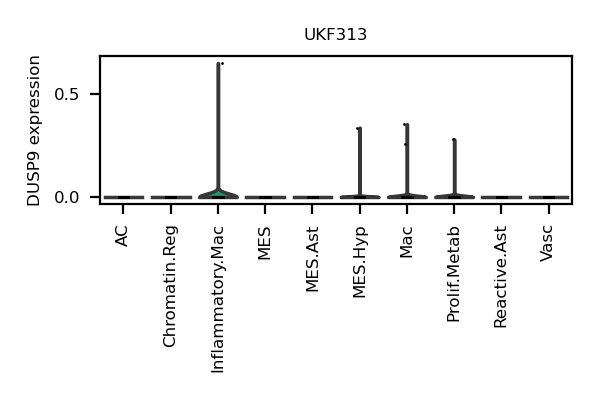 UKF313
DUSP9 expression
0.5
0.0
AC
Chromatin.Reg
Inflammatory.Mac
MES
MES.Ast
MES.Hyp
Mac
Prolif.Metab
Reactive.Ast
Vasc